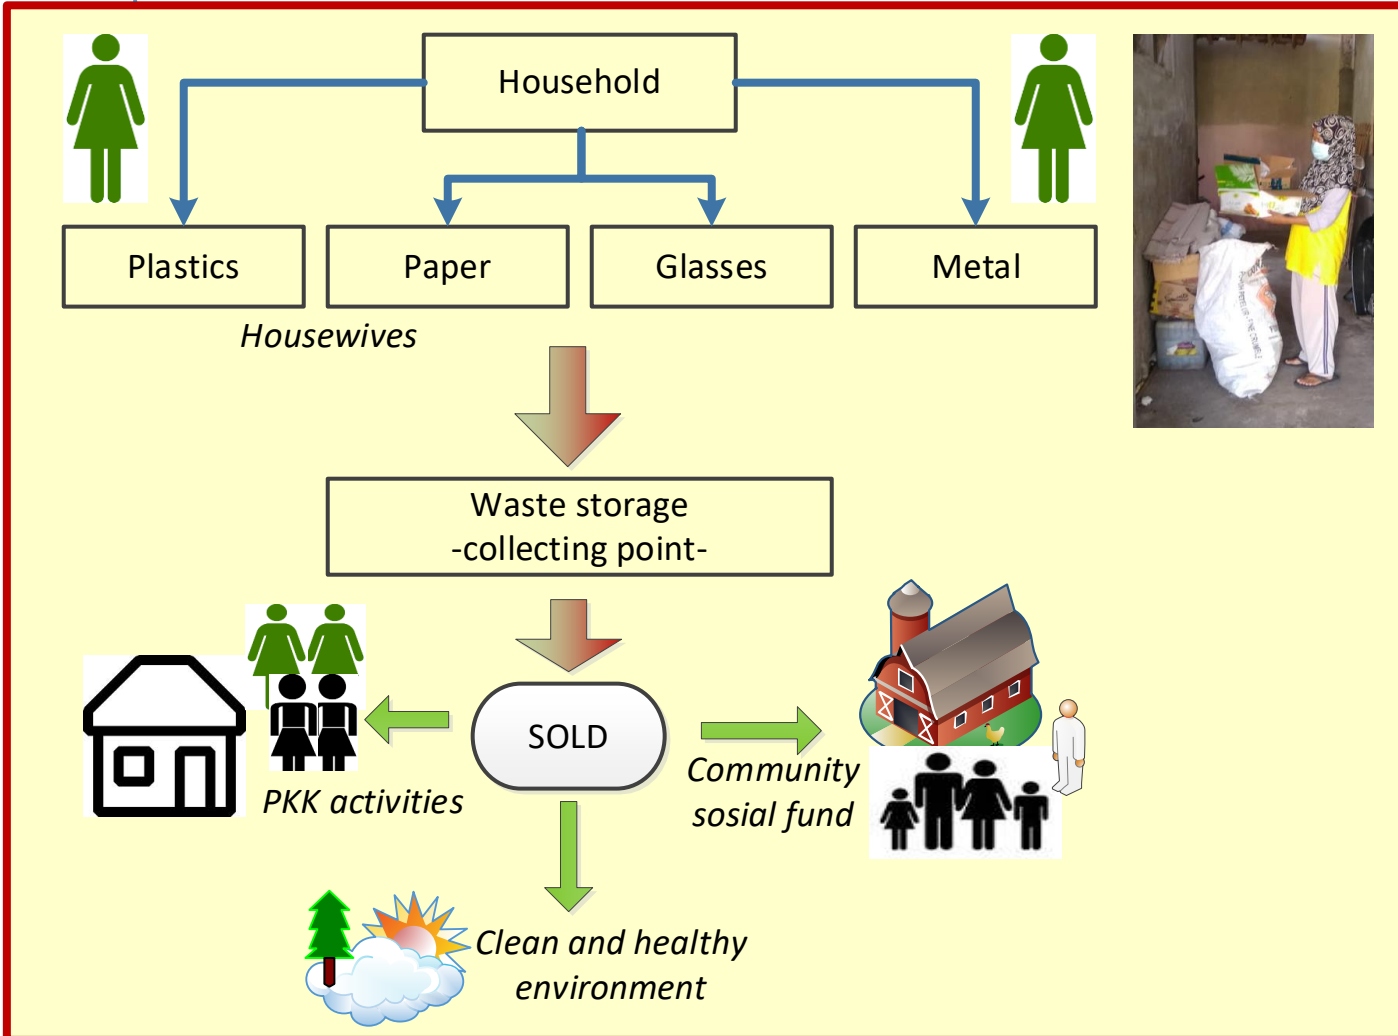 Household
Plastics
Paper
Glasses
Metal
Housewives
Waste storage
-collecting point-
SOLD
PKK activities
Community
sosial fund
Clean and healthy
environment